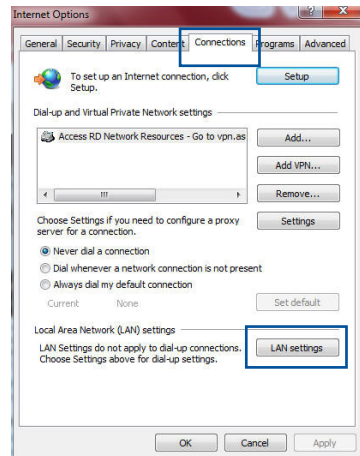 Internet Options
General Security Privacy Content Connections Programs Advanced
To set up an Internet connection, click
Setup.
Setup
Dial-up and Virtual Private Network settings
Access RD Network Resources - Go to vpn.as
Add...
Add VPN...
Remove...
Choose Settings if you need to configure a proxy
server for a connection.
Settings
Never dial a connection
Dial whenever a network connection is not present
Always dial my default connection
Current None
Set default
Local Area Network (LAN) settings
LAN Settings do not apply to dial-up connections.
Choose Settings above for dial-up settings.
LAN settings
OK Cancel Apply